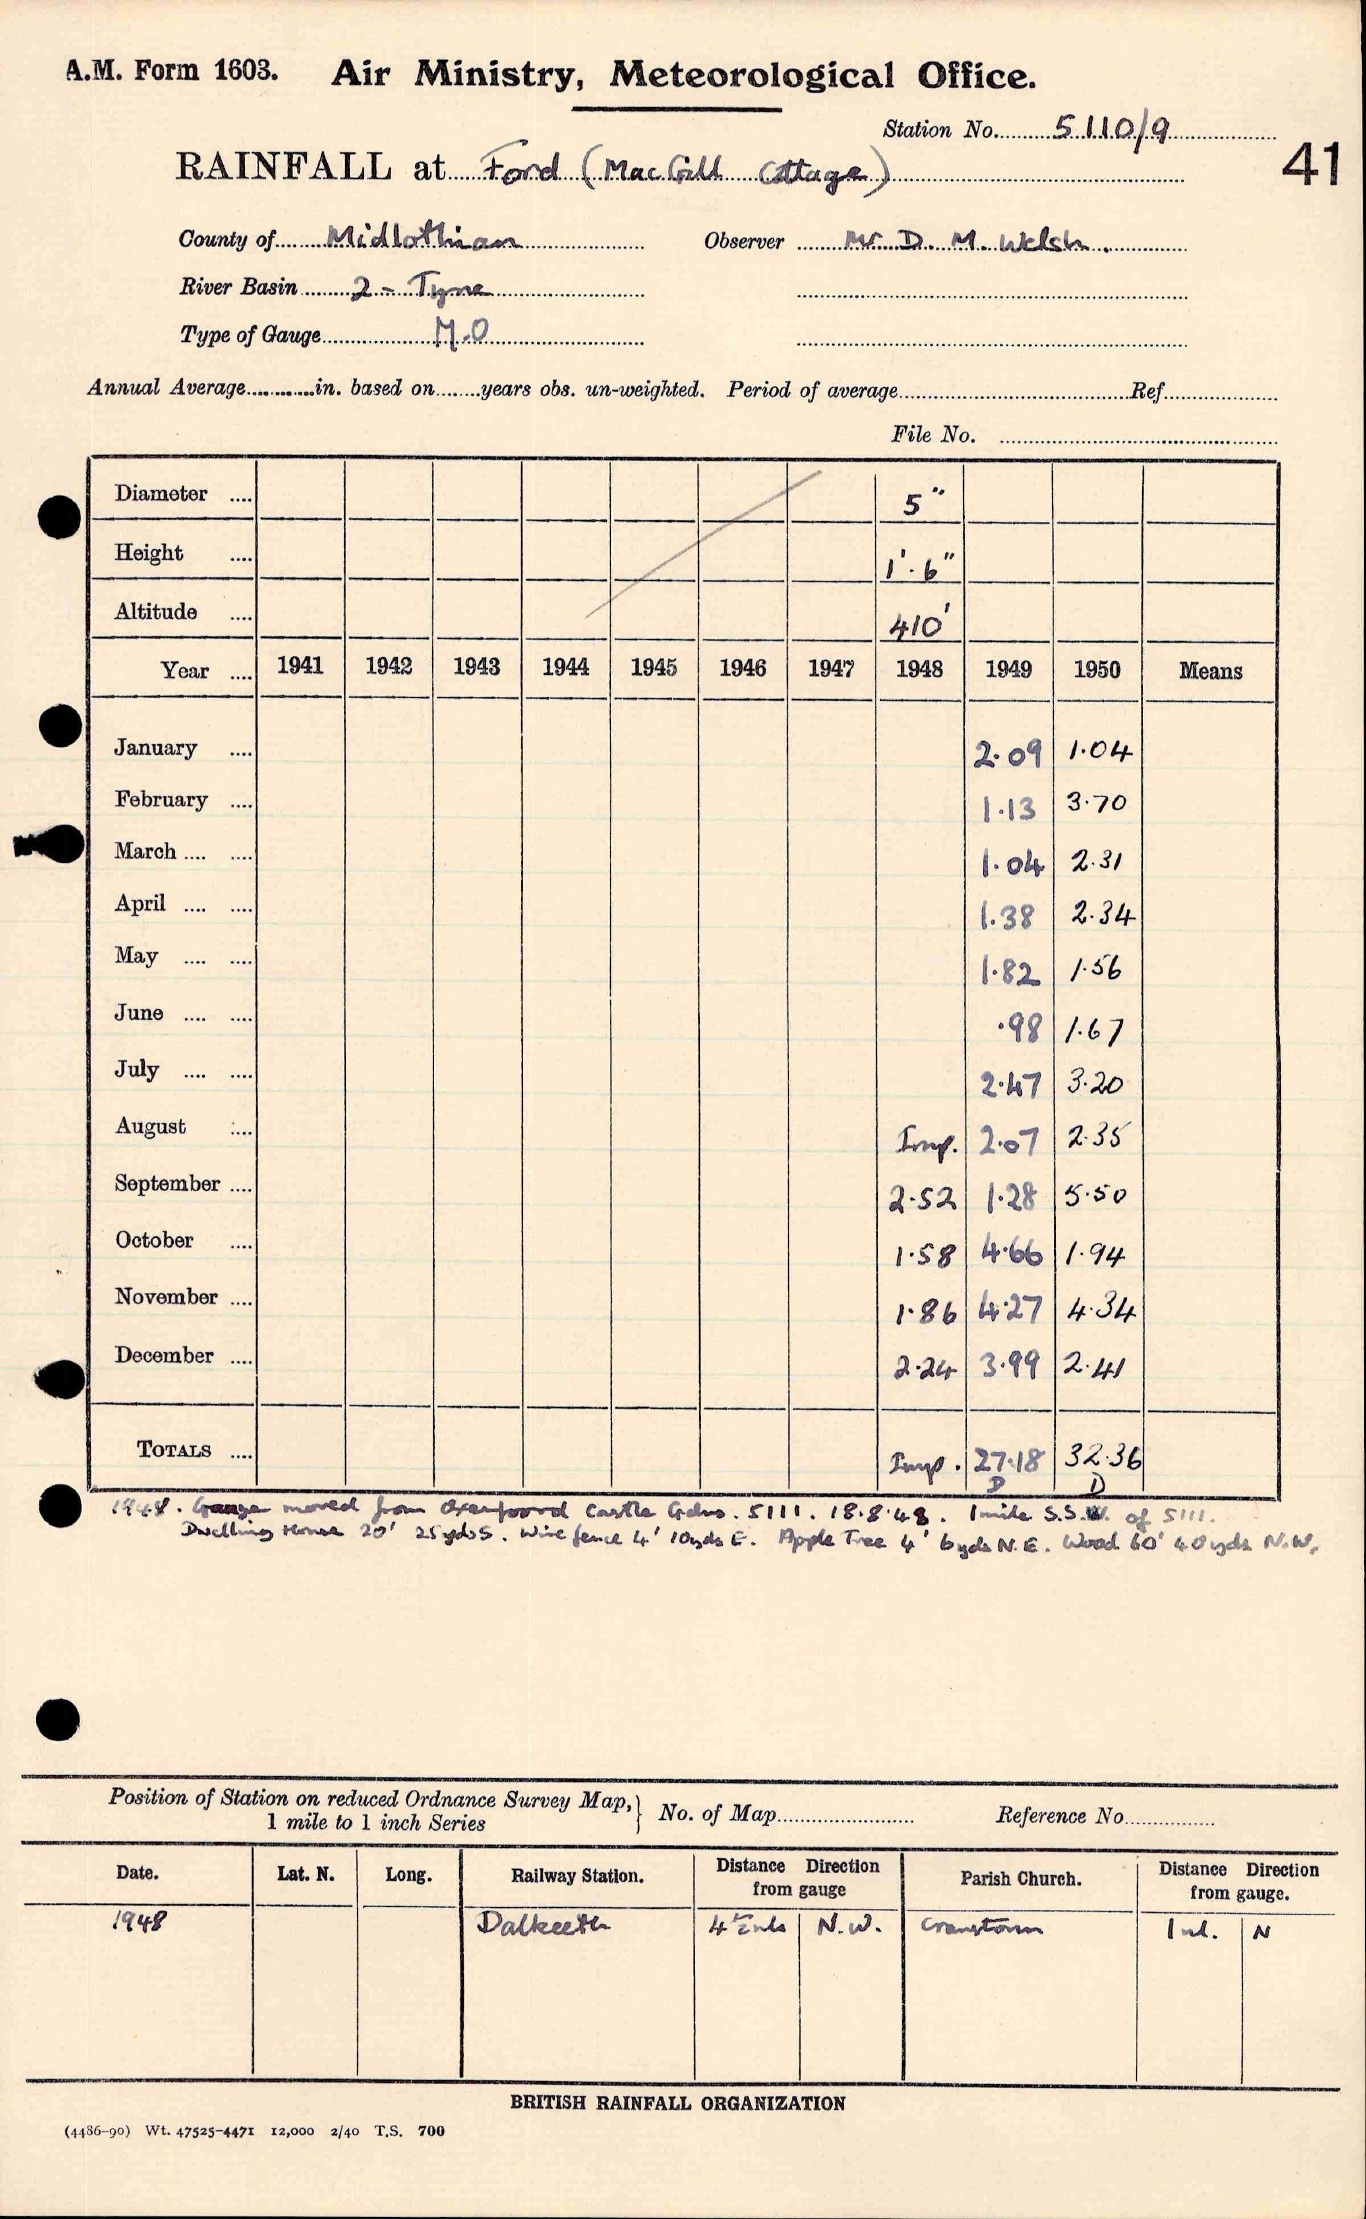 A.M. Form 1603. Air Ministry, Meteorological Office.
Station No. 5110/9
41
RAINFALL at Ford (MacGill Cottage)
County of Midlothian Observer Mr D. M. Welsh.
River Basin 2 - Tyne
Type of Gauge M.O
Annual Average in. based on years obs. un-weighted. Period of average Ref
File No.
Diameter 5"
Height 1'. 6"
Altitude 410'
Year 1941 1942 1943 1944 1945 1946 1947 1948 1949 1950 Means
January 2.09 1.04
February 1.13 3.70
March 1.04 2.31
April 1.38 2.34
May 1.82 1.56
June .98 1.67
July 2.47 3.20
August Imp. 2.07 2.35
September 2.52 1.28 5.50
October 1.58 4.66 1.94
November 1.86 4.27 4.34
December 2.24 3.99 2.41
TOTALS Imp. 27.18 32.36
D D
1948. Gauge moved from Oxenfoord Castle Gdns. 5111. 18.8.48. 1 mile S.S.W. of 5111.
Dwelling House 20' 25yds S. Wire fence 4' 10yds E. Apple Tree 4' 6yds N.E. Wood 60' 40yds N.W.
Position of Station on reduced Ordnance Survey Map, 1 mile to 1 inch Series } No. of Map Reference No.
Date. Lat. N. Long. Railway Station. Distance Direction from gauge Parish Church. Distance Direction from gauge.
1948 Dalkeith 4½ mls N.W. Cranstoun 1 ml. N
BRITISH RAINFALL ORGANIZATION
(4486-90) Wt. 47525-4471 12,000 2/40 T.S. 700